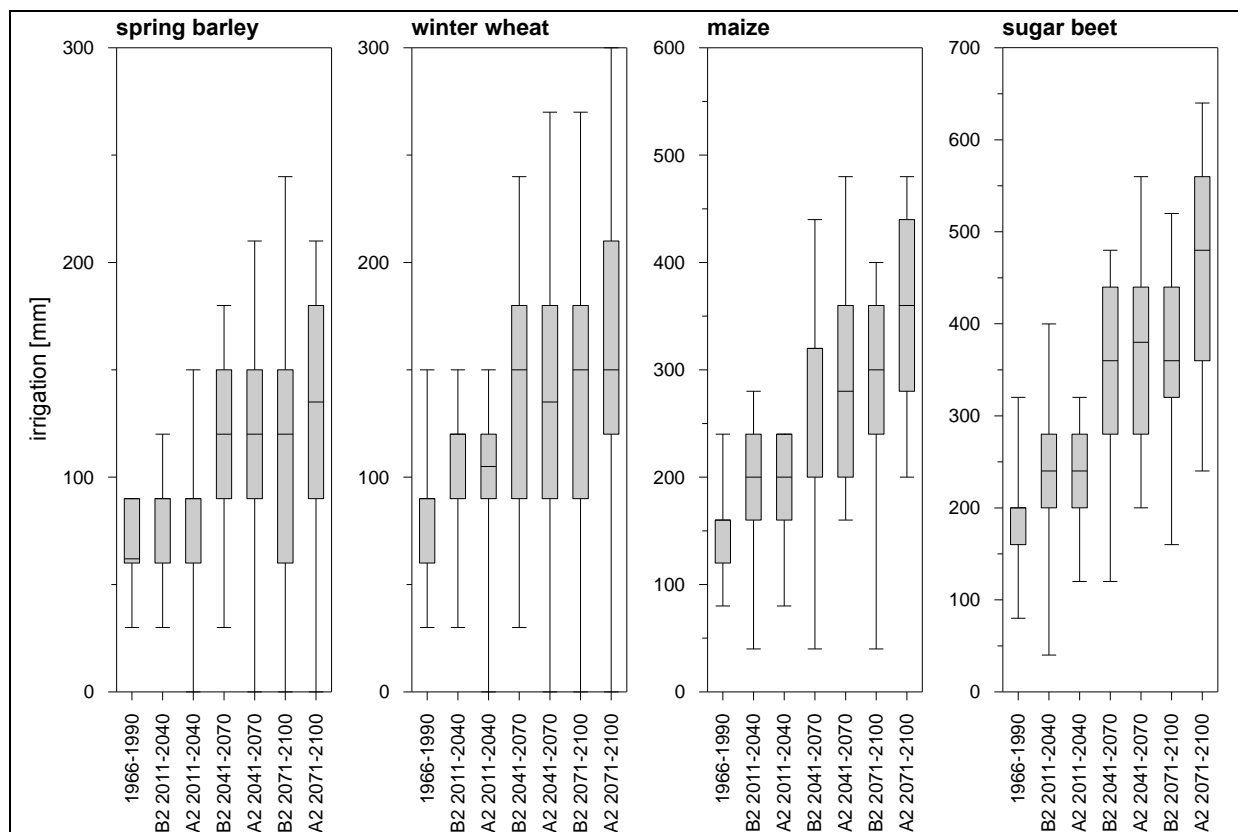 spring barley
winter wheat
maize
sugar beet
irrigation [mm]
300
200
100
0
300
200
100
0
600
500
400
300
200
100
0
700
600
500
400
300
200
100
0
1966-1990
B2 2011-2040
A2 2011-2040
B2 2041-2070
A2 2041-2070
B2 2071-2100
A2 2071-2100
1966-1990
B2 2011-2040
A2 2011-2040
B2 2041-2070
A2 2041-2070
B2 2071-2100
A2 2071-2100
1966-1990
B2 2011-2040
A2 2011-2040
B2 2041-2070
A2 2041-2070
B2 2071-2100
A2 2071-2100
1966-1990
B2 2011-2040
A2 2011-2040
B2 2041-2070
A2 2041-2070
B2 2071-2100
A2 2071-2100